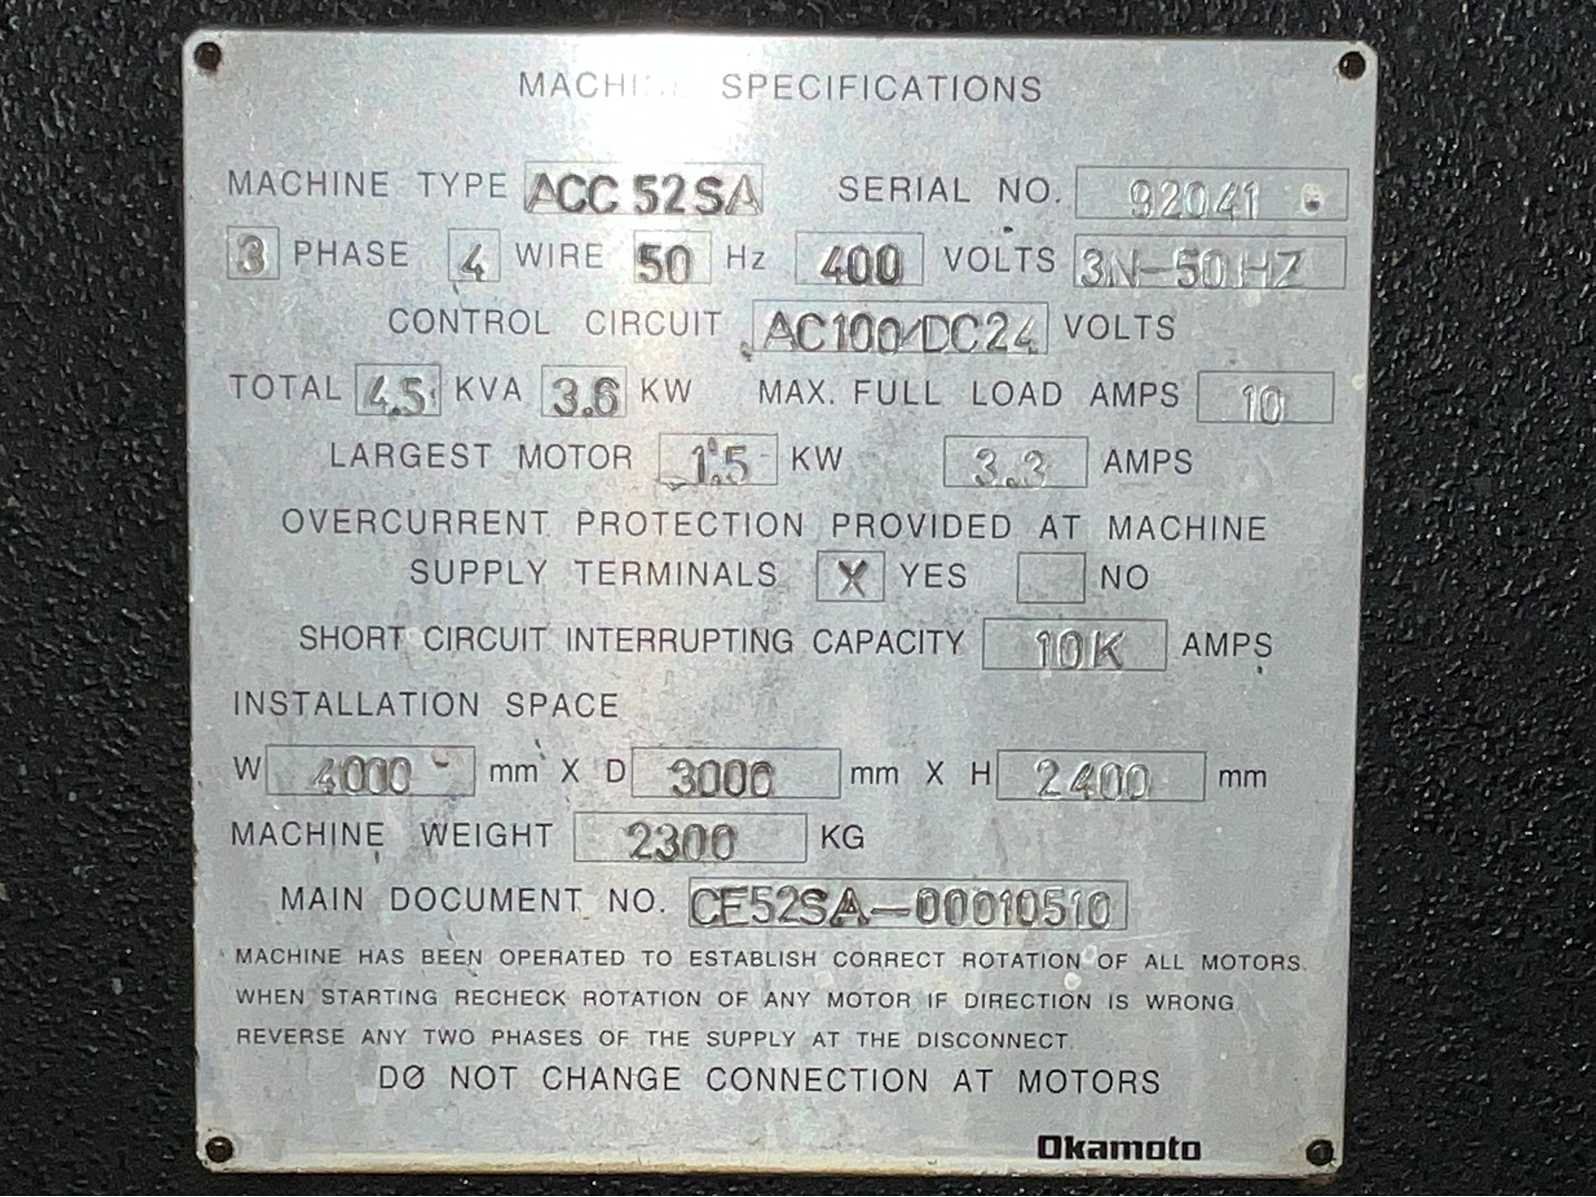 MACHINE SPECIFICATIONS
MACHINE TYPE ACC 52SA SERIAL NO. 92041
3 PHASE 4 WIRE 50 Hz 400 VOLTS 3N-50HZ
CONTROL CIRCUIT AC100/DC24 VOLTS
TOTAL 4.5 KVA 3.6 KW MAX. FULL LOAD AMPS 10
LARGEST MOTOR 1.5 KW 3.3 AMPS
OVERCURRENT PROTECTION PROVIDED AT MACHINE
SUPPLY TERMINALS X YES NO
SHORT CIRCUIT INTERRUPTING CAPACITY 10K AMPS
INSTALLATION SPACE
W 4000 mm X D 3000 mm X H 2400 mm
MACHINE WEIGHT 2300 KG
MAIN DOCUMENT NO. CE52SA-00010510
MACHINE HAS BEEN OPERATED TO ESTABLISH CORRECT ROTATION OF ALL MOTORS.
WHEN STARTING RECHECK ROTATION OF ANY MOTOR IF DIRECTION IS WRONG
REVERSE ANY TWO PHASES OF THE SUPPLY AT THE DISCONNECT.
DO NOT CHANGE CONNECTION AT MOTORS
Okamoto